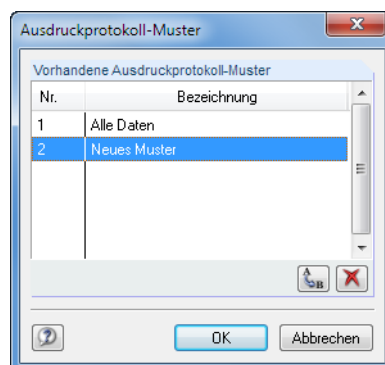 Ausdruckprotokoll-Muster
Vorhandene Ausdruckprotokoll-Muster
Nr. Bezeichnung
1 Alle Daten
2 Neues Muster
A B
OK Abbrechen